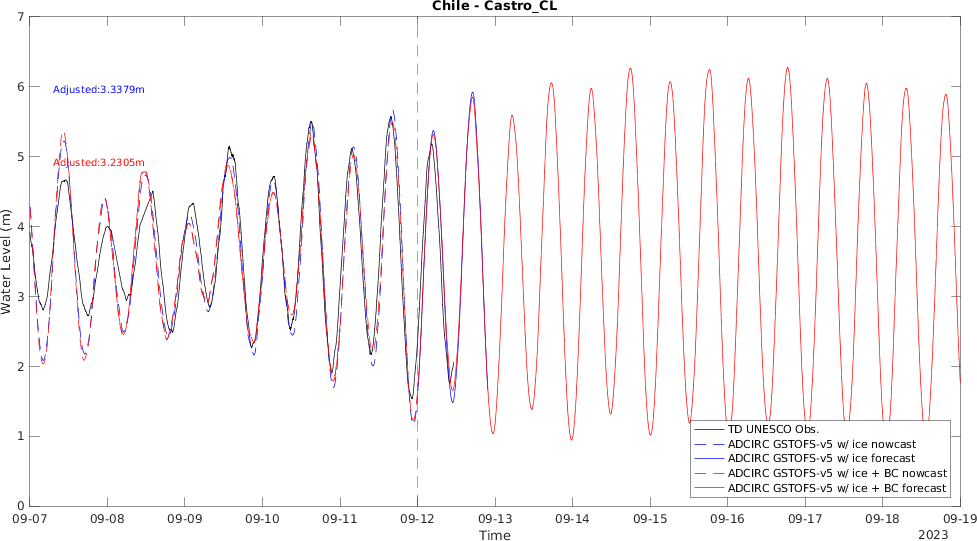 Chile - Castro_CL
7
6
5
4
3
2
1
0
Water Level (m)
Adjusted:3.3379m
Adjusted:3.2305m
TD UNESCO Obs.
ADCIRC GSTOFS-v5 w/ ice nowcast
ADCIRC GSTOFS-v5 w/ ice forecast
ADCIRC GSTOFS-v5 w/ ice + BC nowcast
ADCIRC GSTOFS-v5 w/ ice + BC forecast
09-07 09-08 09-09 09-10 09-11 09-12 09-13 09-14 09-15 09-16 09-17 09-18 09-19
Time
2023